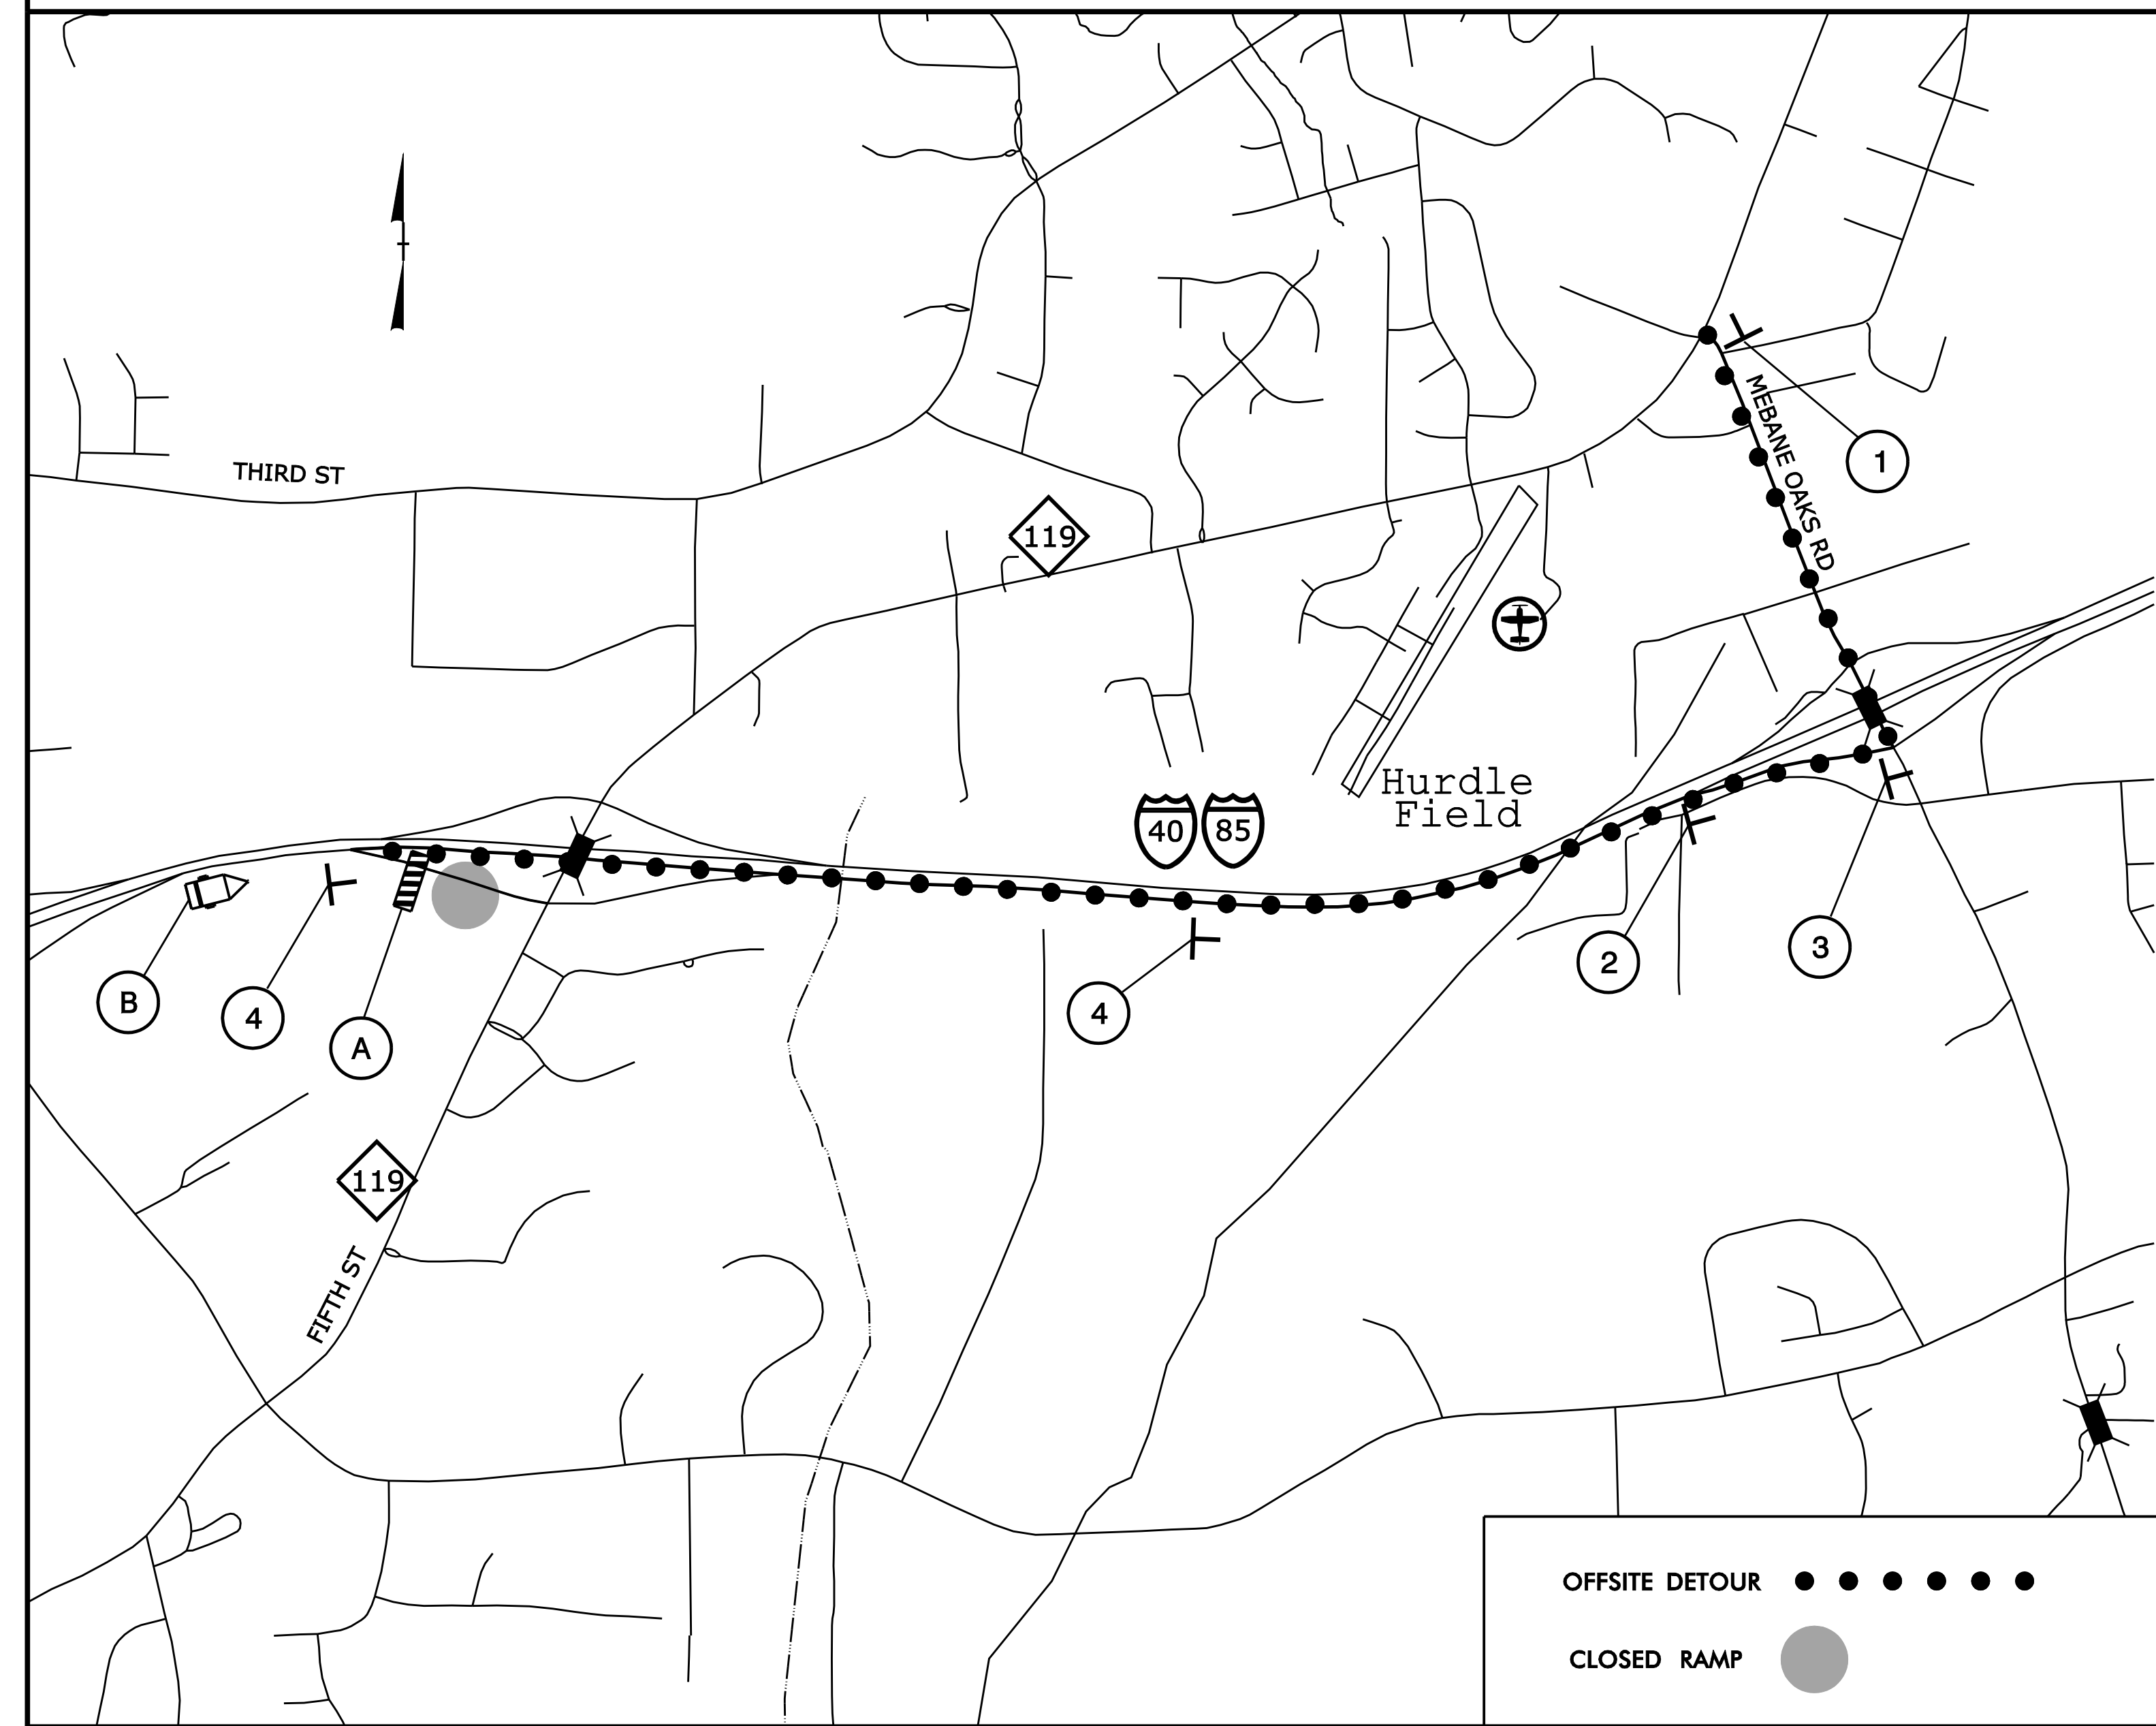 THIRD ST
119
MEBANE OAKS RD
1
Hurdle
Field
40
85
B
4
A
4
2
3
119
FIFTH ST
OFFSITE DETOUR
CLOSED RAMP